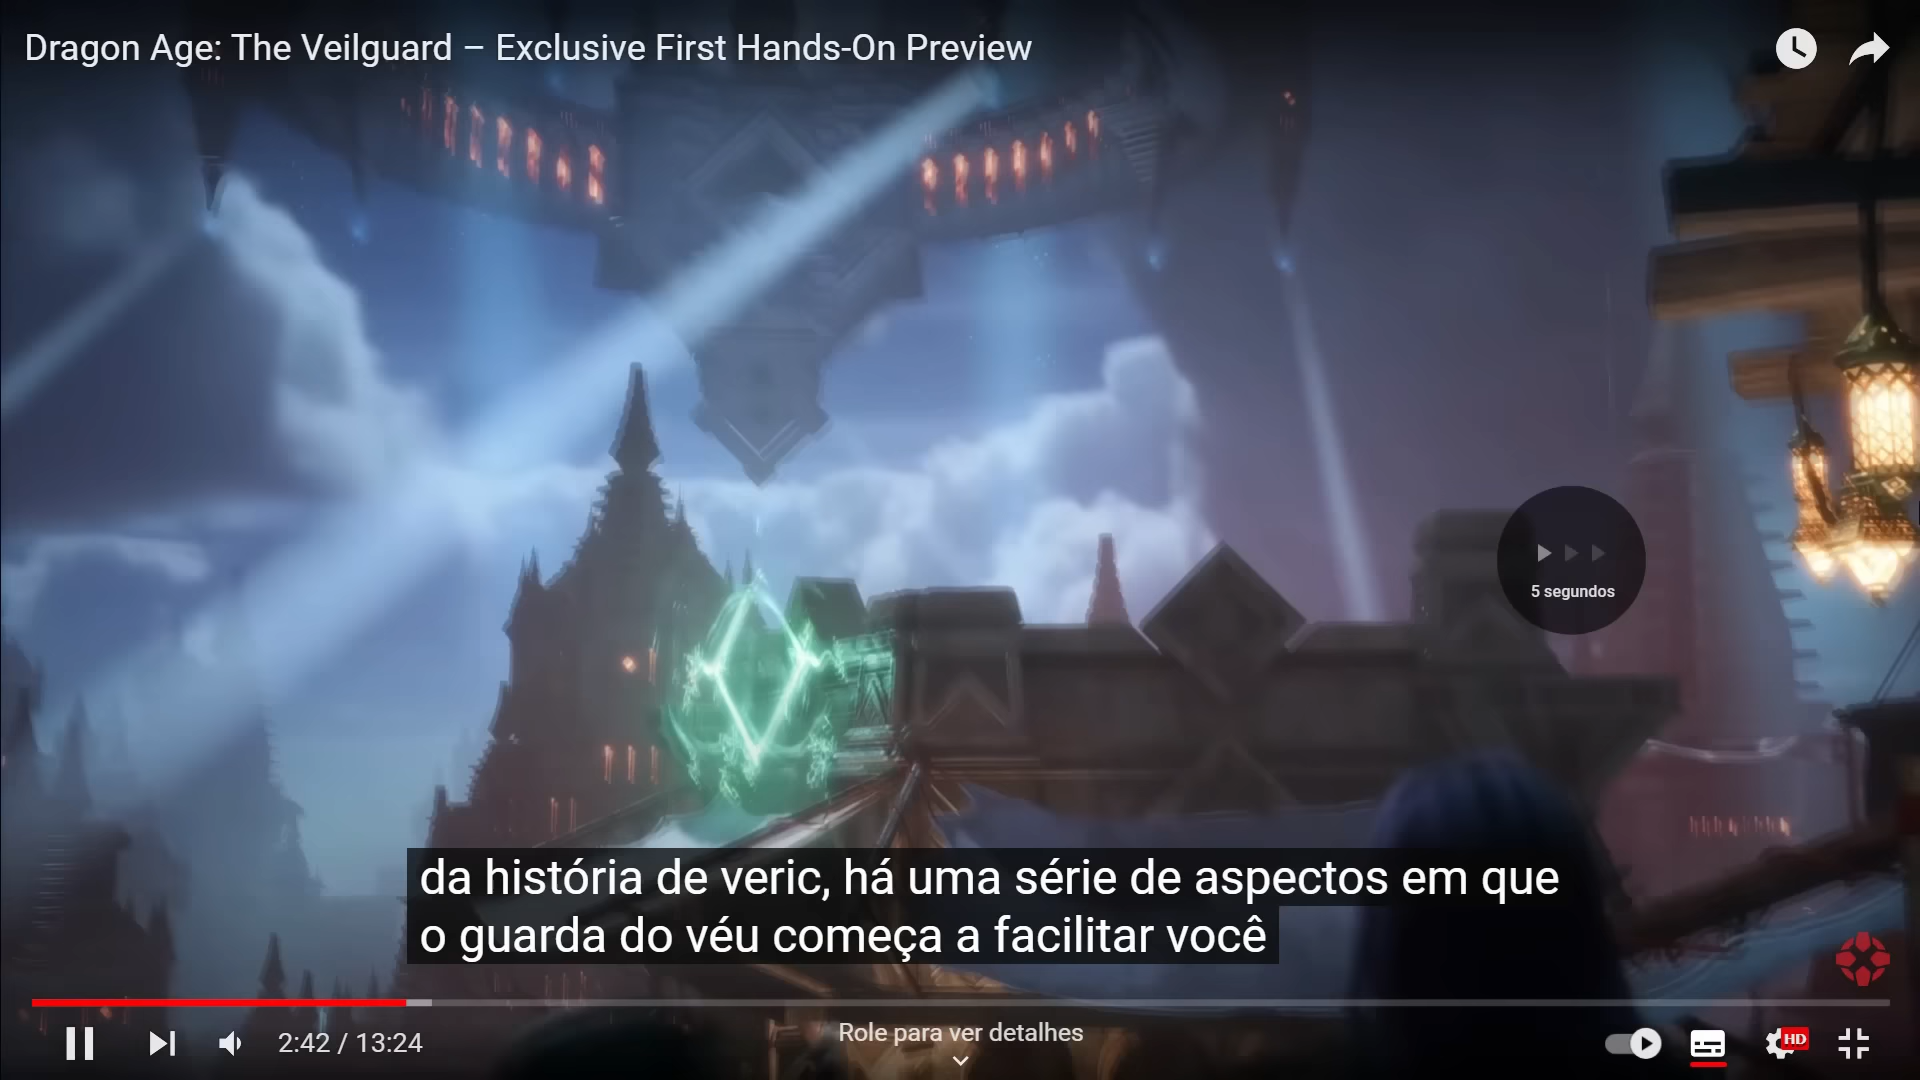 Dragon Age: The Veilguard – Exclusive First Hands-On Preview
5 segundos
da história de veric, há uma série de aspectos em que
o guarda do véu começa a facilitar você
2:42 / 13:24
Role para ver detalhes
HD